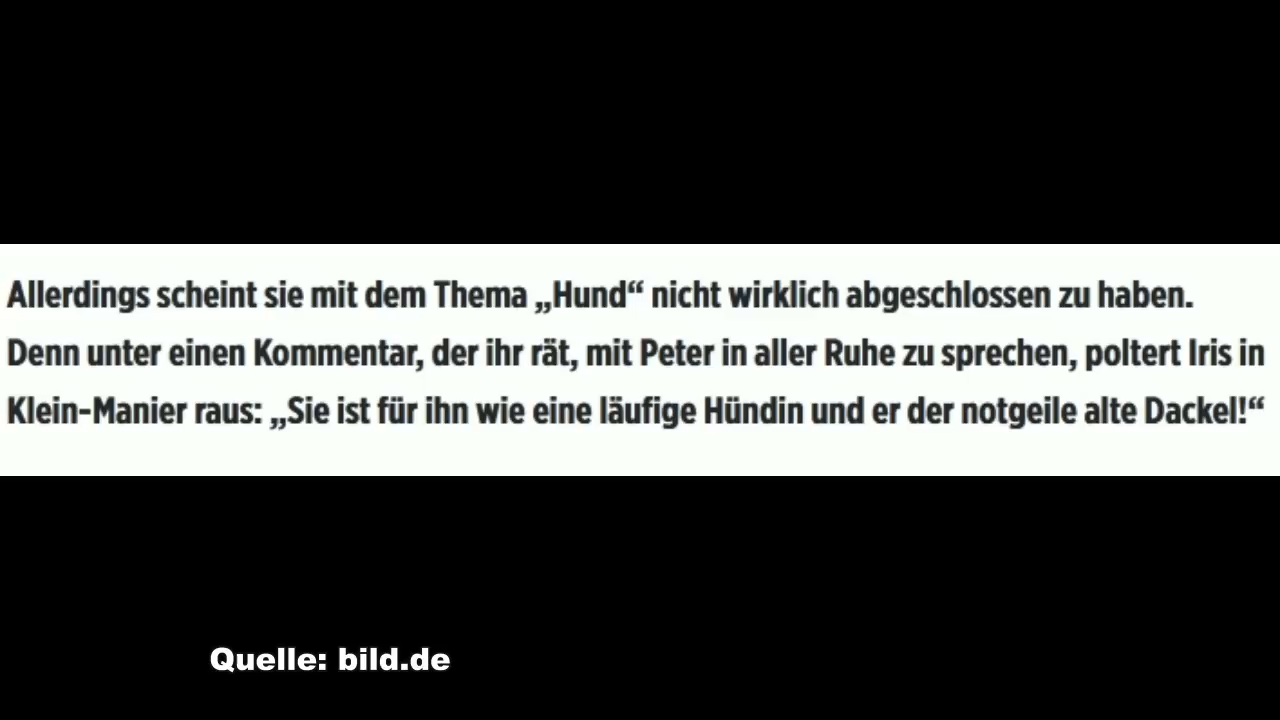 Allerdings scheint sie mit dem Thema „Hund“ nicht wirklich abgeschlossen zu haben.
Denn unter einen Kommentar, der ihr rät, mit Peter in aller Ruhe zu sprechen, poltert Iris in
Klein-Manier raus: „Sie ist für ihn wie eine läufige Hündin und er der notgeile alte Dackel!“
Quelle: bild.de